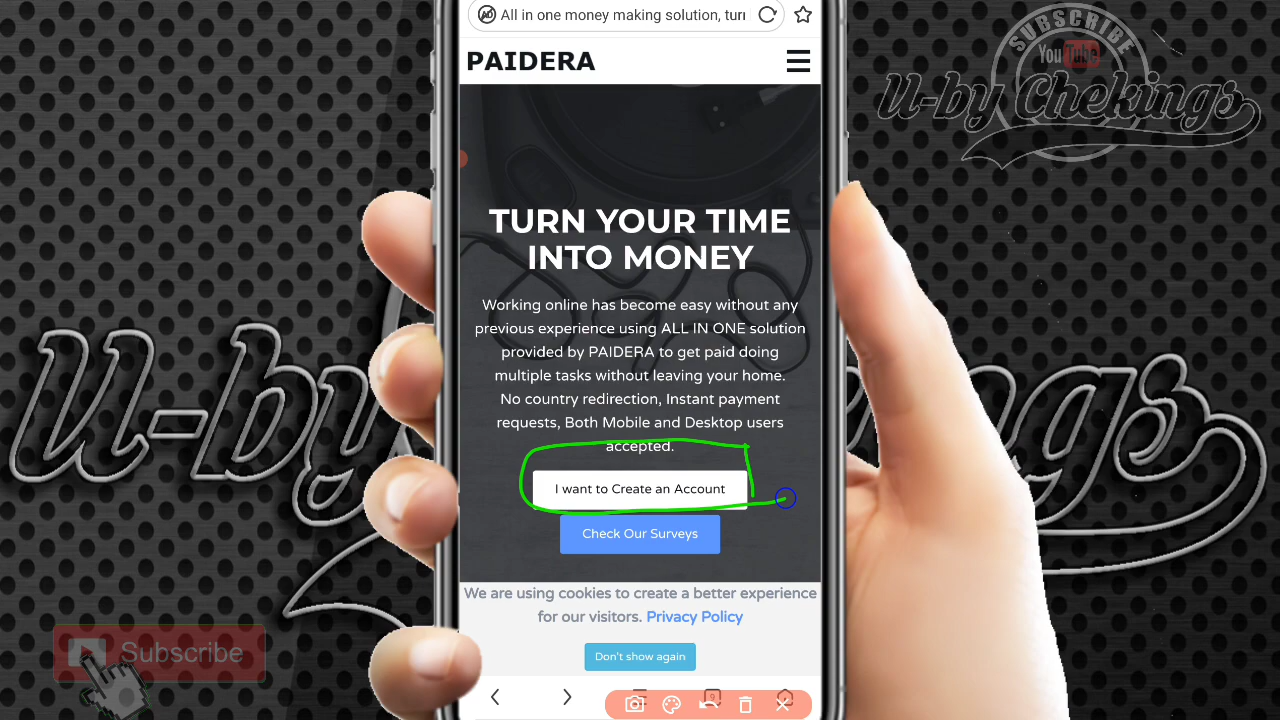 All in one money making solution, turr
PAIDERA
SUBSCRIBE
YouTube
U-by Chekings
TURN YOUR TIME
INTO MONEY
Working online has become easy without any
previous experience using ALL IN ONE solution
provided by PAIDERA to get paid doing
multiple tasks without leaving your home.
No country redirection, Instant payment
requests, Both Mobile and Desktop users
accepted.
I want to Create an Account
Check Our Surveys
We are using cookies to create a better experience
for our visitors. Privacy Policy
Don't show again
U-by
ngs
Subscribe
9